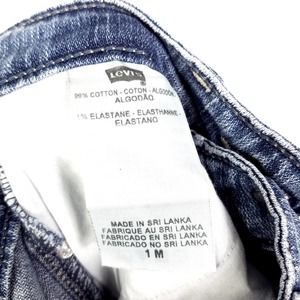 LEVI'S
99% COTTON - COTON - ALGODÓN
ALGODÃO
1% ELASTANE - ELASTHANNE -
ELASTANO
MADE IN SRI LANKA
FABRIQUE AU SRI LANKA
FABRICADO EN SRI LANKA
FABRICADO NO SRI LANKA
1 M